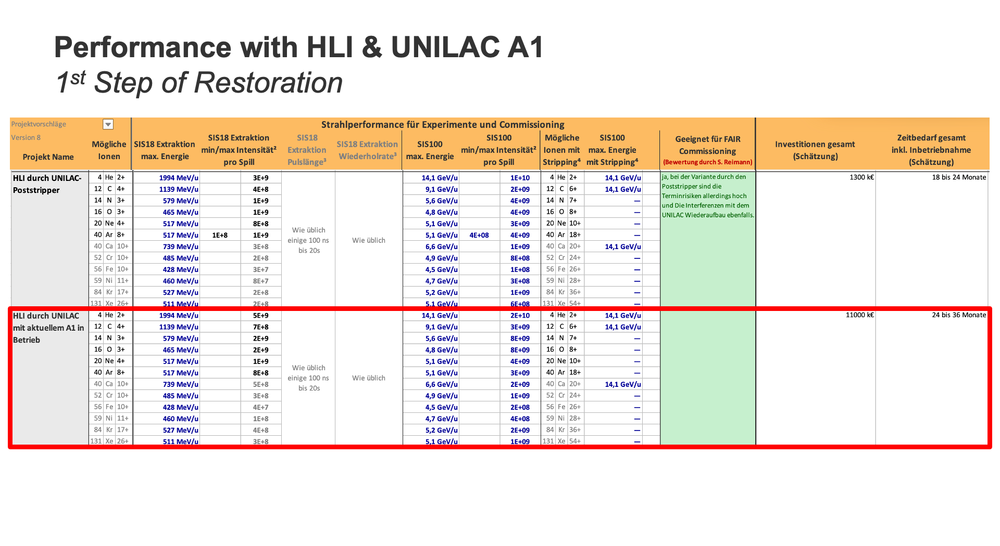 Performance with HLI & UNILAC A1
1st Step of Restoration
Projektvorschläge
Version 8
Projekt Name
Mögliche
Ionen
Strahlperformance für Experimente und Commissioning
SIS18 Extraktion
max. Energie
SIS18 Extraktion
min/max Intensität²
pro Spill
SIS18
Extraktion
Pulslänge³
SIS18 Extraktion
Wiederholrate³
SIS100
max. Energie
SIS100
min/max Intensität²
pro Spill
Mögliche
Ionen mit
Stripping⁴
SIS100
max. Energie
mit Stripping⁴
Geeignet für FAIR
Commissioning
(Bewertung durch S. Reimann)
Investitionen gesamt
(Schätzung)
Zeitbedarf gesamt
inkl. Inbetriebnahme
(Schätzung)
HLI durch UNILAC-
Poststripper
4 He 2+ 1994 MeV/u 3E+9 14,1 GeV/u 1E+10 4 He 2+ 14,1 GeV/u
12 C 4+ 1139 MeV/u 4E+8 9,1 GeV/u 2E+09 12 C 6+ 14,1 GeV/u
14 N 3+ 579 MeV/u 1E+9 5,6 GeV/u 4E+09 14 N 7+ —
16 O 3+ 465 MeV/u 1E+9 4,8 GeV/u 4E+09 16 O 8+ —
20 Ne 4+ 517 MeV/u 8E+8 5,1 GeV/u 3E+09 20 Ne 10+ —
40 Ar 8+ 517 MeV/u 1E+8 1E+9 5,1 GeV/u 4E+08 4E+09 40 Ar 18+ —
40 Ca 10+ 739 MeV/u 3E+8 6,6 GeV/u 1E+09 40 Ca 20+ 14,1 GeV/u
52 Cr 10+ 485 MeV/u 2E+8 4,9 GeV/u 8E+08 52 Cr 24+ —
56 Fe 10+ 428 MeV/u 3E+7 4,5 GeV/u 1E+08 56 Fe 26+ —
59 Ni 11+ 460 MeV/u 8E+7 4,7 GeV/u 3E+08 59 Ni 28+ —
84 Kr 17+ 527 MeV/u 2E+8 5,2 GeV/u 1E+09 84 Kr 36+ —
131 Xe 26+ 511 MeV/u 2E+8 5,1 GeV/u 6E+08 131 Xe 54+ —
Wie üblich
einige 100 ns
bis 20s
Wie üblich
ja, bei der Variante durch den
Poststripper sind die
Terminrisiken allerdings hoch
und Die Interferenzen mit dem
UNILAC Wiederaufbau ebenfalls.
1300 k€
18 bis 24 Monate
HLI durch UNILAC
mit aktuellem A1 in
Betrieb
4 He 2+ 1994 MeV/u 5E+9 14,1 GeV/u 2E+10 4 He 2+ 14,1 GeV/u
12 C 4+ 1139 MeV/u 7E+8 9,1 GeV/u 3E+09 12 C 6+ 14,1 GeV/u
14 N 3+ 579 MeV/u 2E+9 5,6 GeV/u 8E+09 14 N 7+ —
16 O 3+ 465 MeV/u 2E+9 4,8 GeV/u 8E+09 16 O 8+ —
20 Ne 4+ 517 MeV/u 1E+9 5,1 GeV/u 4E+09 20 Ne 10+ —
40 Ar 8+ 517 MeV/u 8E+8 5,1 GeV/u 3E+09 40 Ar 18+ —
40 Ca 10+ 739 MeV/u 5E+8 6,6 GeV/u 2E+09 40 Ca 20+ 14,1 GeV/u
52 Cr 10+ 485 MeV/u 3E+8 4,9 GeV/u 1E+09 52 Cr 24+ —
56 Fe 10+ 428 MeV/u 4E+7 4,5 GeV/u 2E+08 56 Fe 26+ —
59 Ni 11+ 460 MeV/u 1E+8 4,7 GeV/u 4E+08 59 Ni 28+ —
84 Kr 17+ 527 MeV/u 4E+8 5,2 GeV/u 2E+09 84 Kr 36+ —
131 Xe 26+ 511 MeV/u 3E+8 5,1 GeV/u 1E+09 131 Xe 54+ —
Wie üblich
einige 100 ns
bis 20s
Wie üblich
11000 k€
24 bis 36 Monate